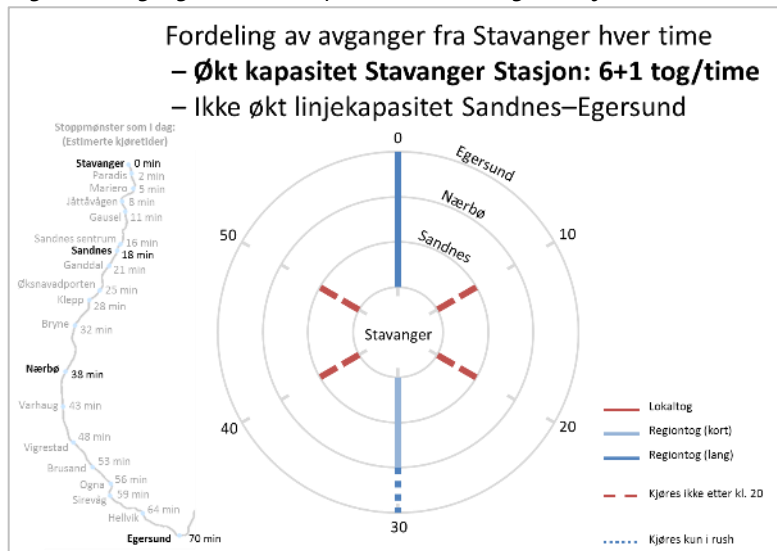 Fordeling av avganger fra Stavanger hver time
– Økt kapasitet Stavanger Stasjon: 6+1 tog/time
– Ikke økt linjekapasitet Sandnes–Egersund
Stoppmønster som i dag:
(Estimerte kjøretider)
Stavanger 0 min
Paradis 2 min
Mariero 5 min
Jåttåvågen 8 min
Gausel 11 min
Sandnes sentrum 16 min
Sandnes 18 min
Ganddal 21 min
Øksnavadporten 25 min
Klepp 28 min
Bryne 32 min
Nærbø 38 min
Varhaug 43 min
Vigrestad 48 min
Brusand 53 min
Ogna 56 min
Sirevåg 59 min
Hellvik 64 min
Egersund 70 min
0
10
20
30
40
50
Egersund
Nærbø
Sandnes
Stavanger
Lokaltog
Regiontog (kort)
Regiontog (lang)
Kjøres ikke etter kl. 20
Kjøres kun i rush